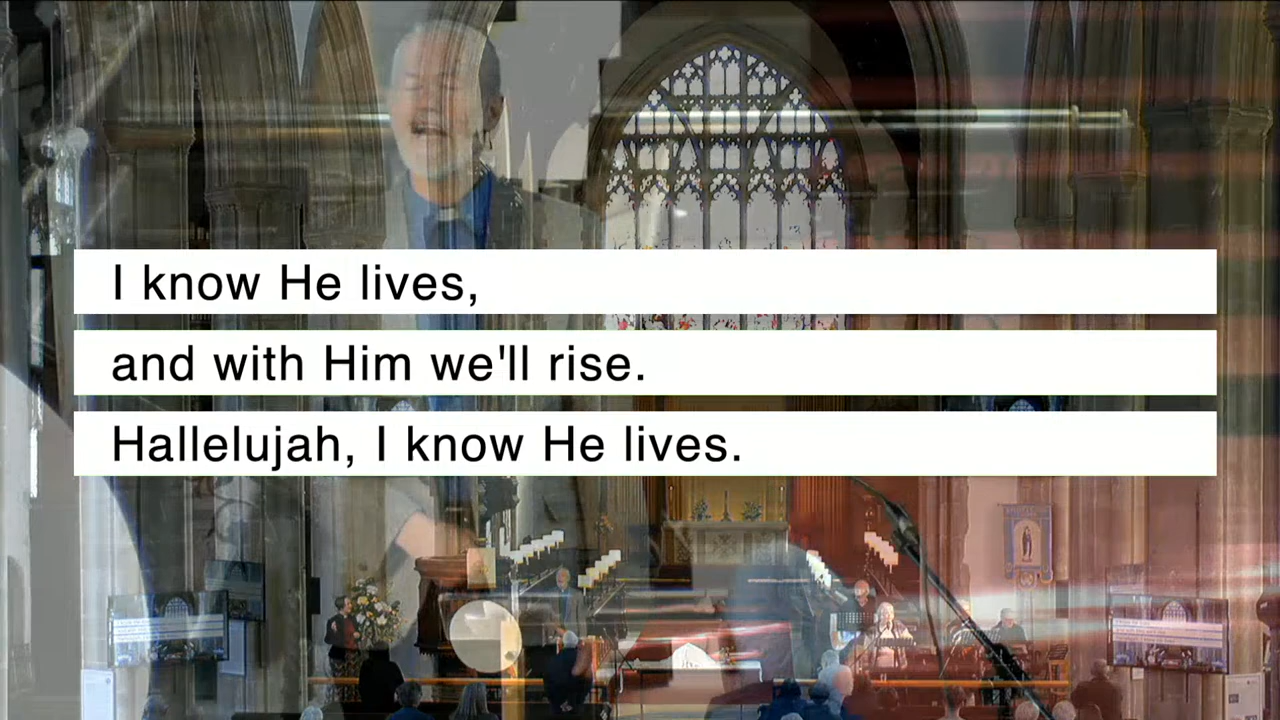 I know He lives,
and with Him we'll rise.
Hallelujah, I know He lives.